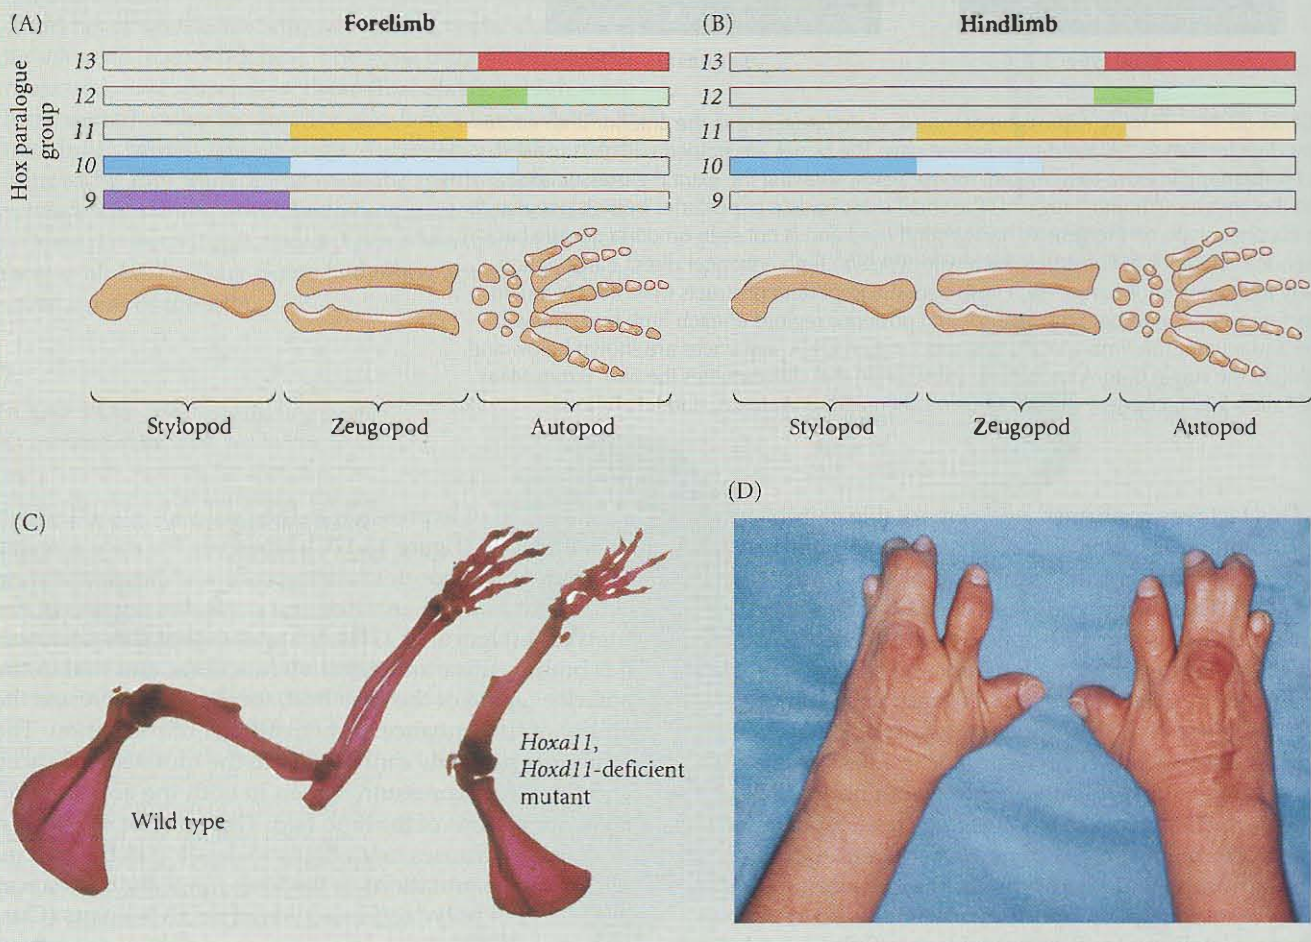 (A)
Forelimb
Hox paralogue
group
13
12
11
10
9
Stylopod
Zeugopod
Autopod
(B)
Hindlimb
13
12
11
10
9
Stylopod
Zeugopod
Autopod
(C)
Wild type
Hoxa11,
Hoxd11-deficient
mutant
(D)